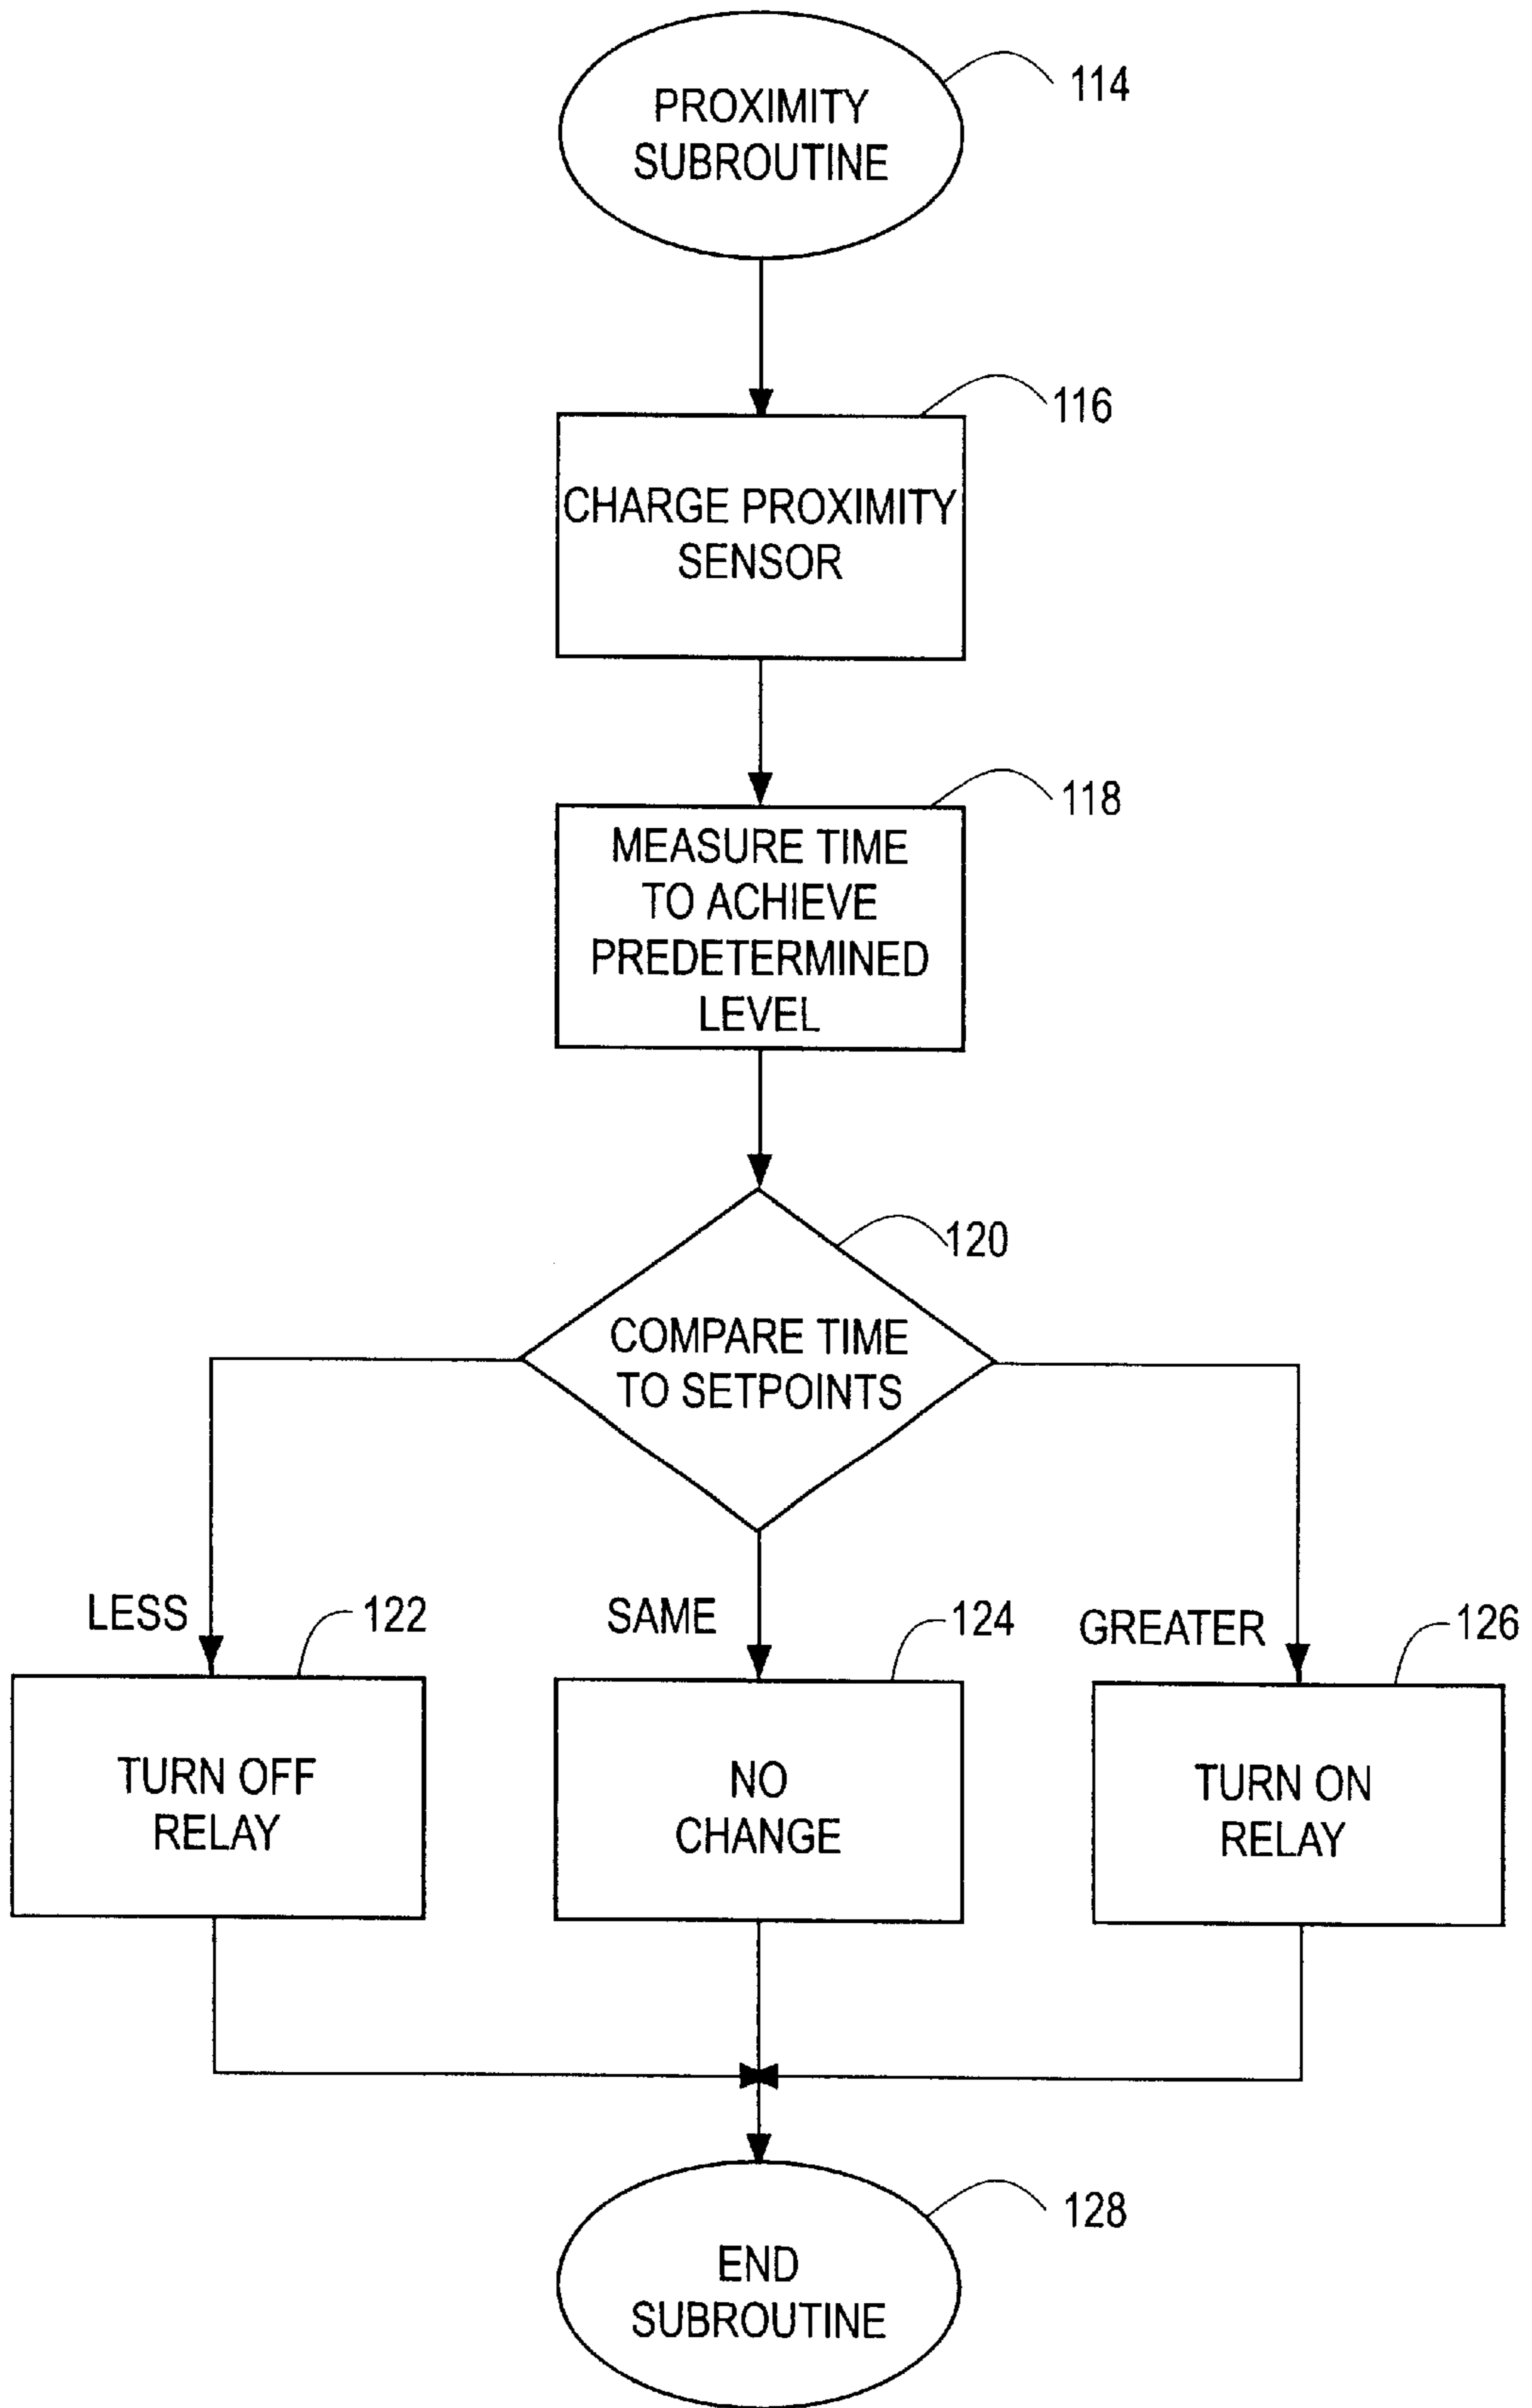 PROXIMITY
SUBROUTINE
114
116
CHARGE PROXIMITY
SENSOR
118
MEASURE TIME
TO ACHIEVE
PREDETERMINED
LEVEL
120
COMPARE TIME
TO SETPOINTS
LESS
122
SAME
124
GREATER
126
TURN OFF
RELAY
NO
CHANGE
TURN ON
RELAY
128
END
SUBROUTINE